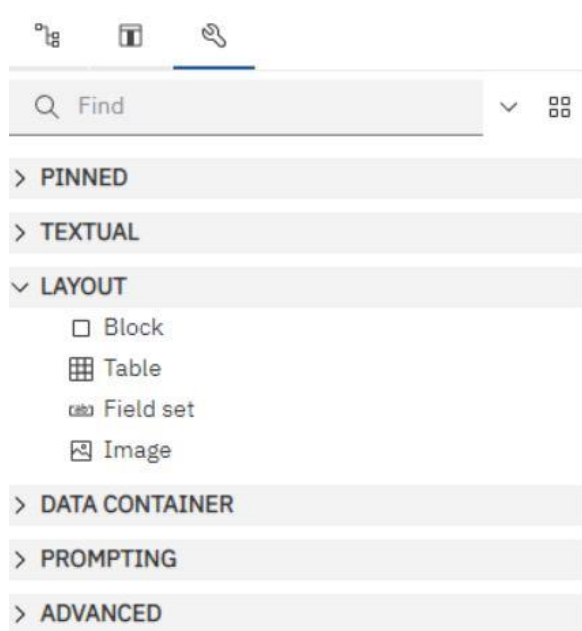 Find
PINNED
TEXTUAL
LAYOUT
Block
Table
Field set
Image
DATA CONTAINER
PROMPTING
ADVANCED